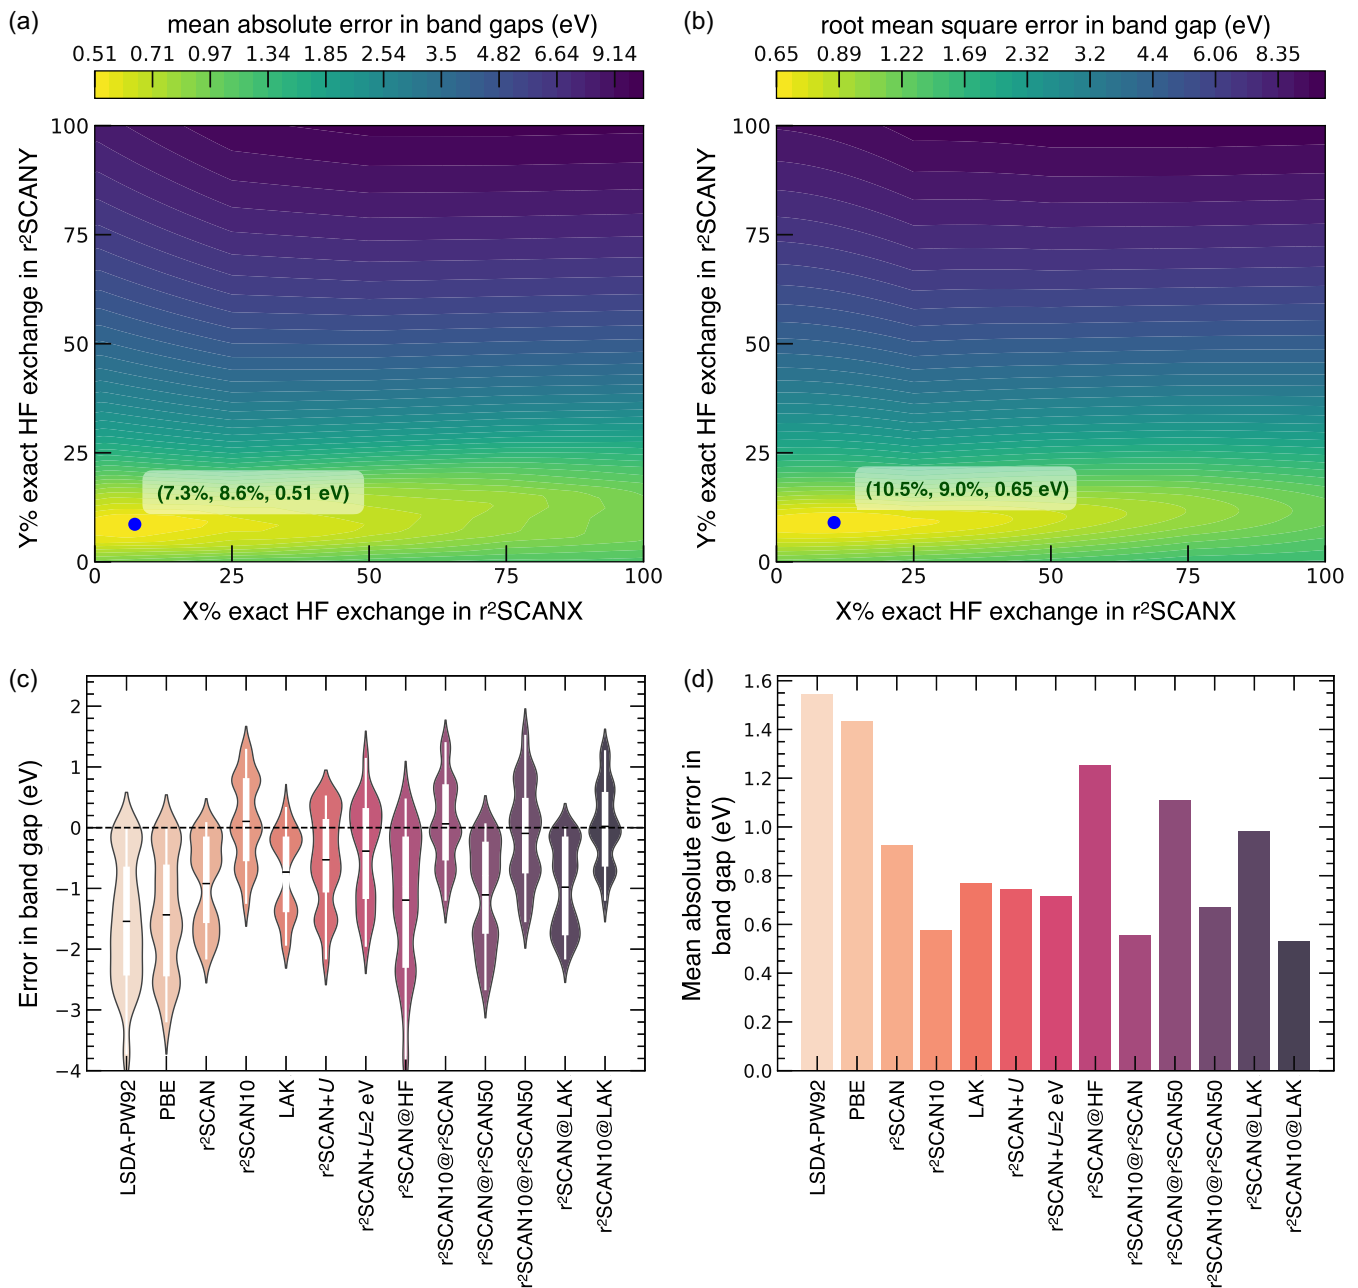 (a) mean absolute error in band gaps (eV)
0.51 0.71 0.97 1.34 1.85 2.54 3.5 4.82 6.64 9.14
100
75
50
25
0
Y% exact HF exchange in r²SCANY
(7.3%, 8.6%, 0.51 eV)
0 25 50 75 100
X% exact HF exchange in r²SCANX
(b) root mean square error in band gap (eV)
0.65 0.89 1.22 1.69 2.32 3.2 4.4 6.06 8.35
100
75
50
25
0
Y% exact HF exchange in r²SCANY
(10.5%, 9.0%, 0.65 eV)
0 25 50 75 100
X% exact HF exchange in r²SCANX
(c)
Error in band gap (eV)
2
1
0
−1
−2
−3
−4
LSDA-PW92
PBE
r²SCAN
r²SCAN10
LAK
r²SCAN+U
r²SCAN+U=2 eV
r²SCAN@HF
r²SCAN10@r²SCAN
r²SCAN@r²SCAN50
r²SCAN10@r²SCAN50
r²SCAN@LAK
r²SCAN10@LAK
(d)
Mean absolute error in
band gap (eV)
1.6
1.4
1.2
1.0
0.8
0.6
0.4
0.2
0.0
LSDA-PW92
PBE
r²SCAN
r²SCAN10
LAK
r²SCAN+U
r²SCAN+U=2 eV
r²SCAN@HF
r²SCAN10@r²SCAN
r²SCAN@r²SCAN50
r²SCAN10@r²SCAN50
r²SCAN@LAK
r²SCAN10@LAK